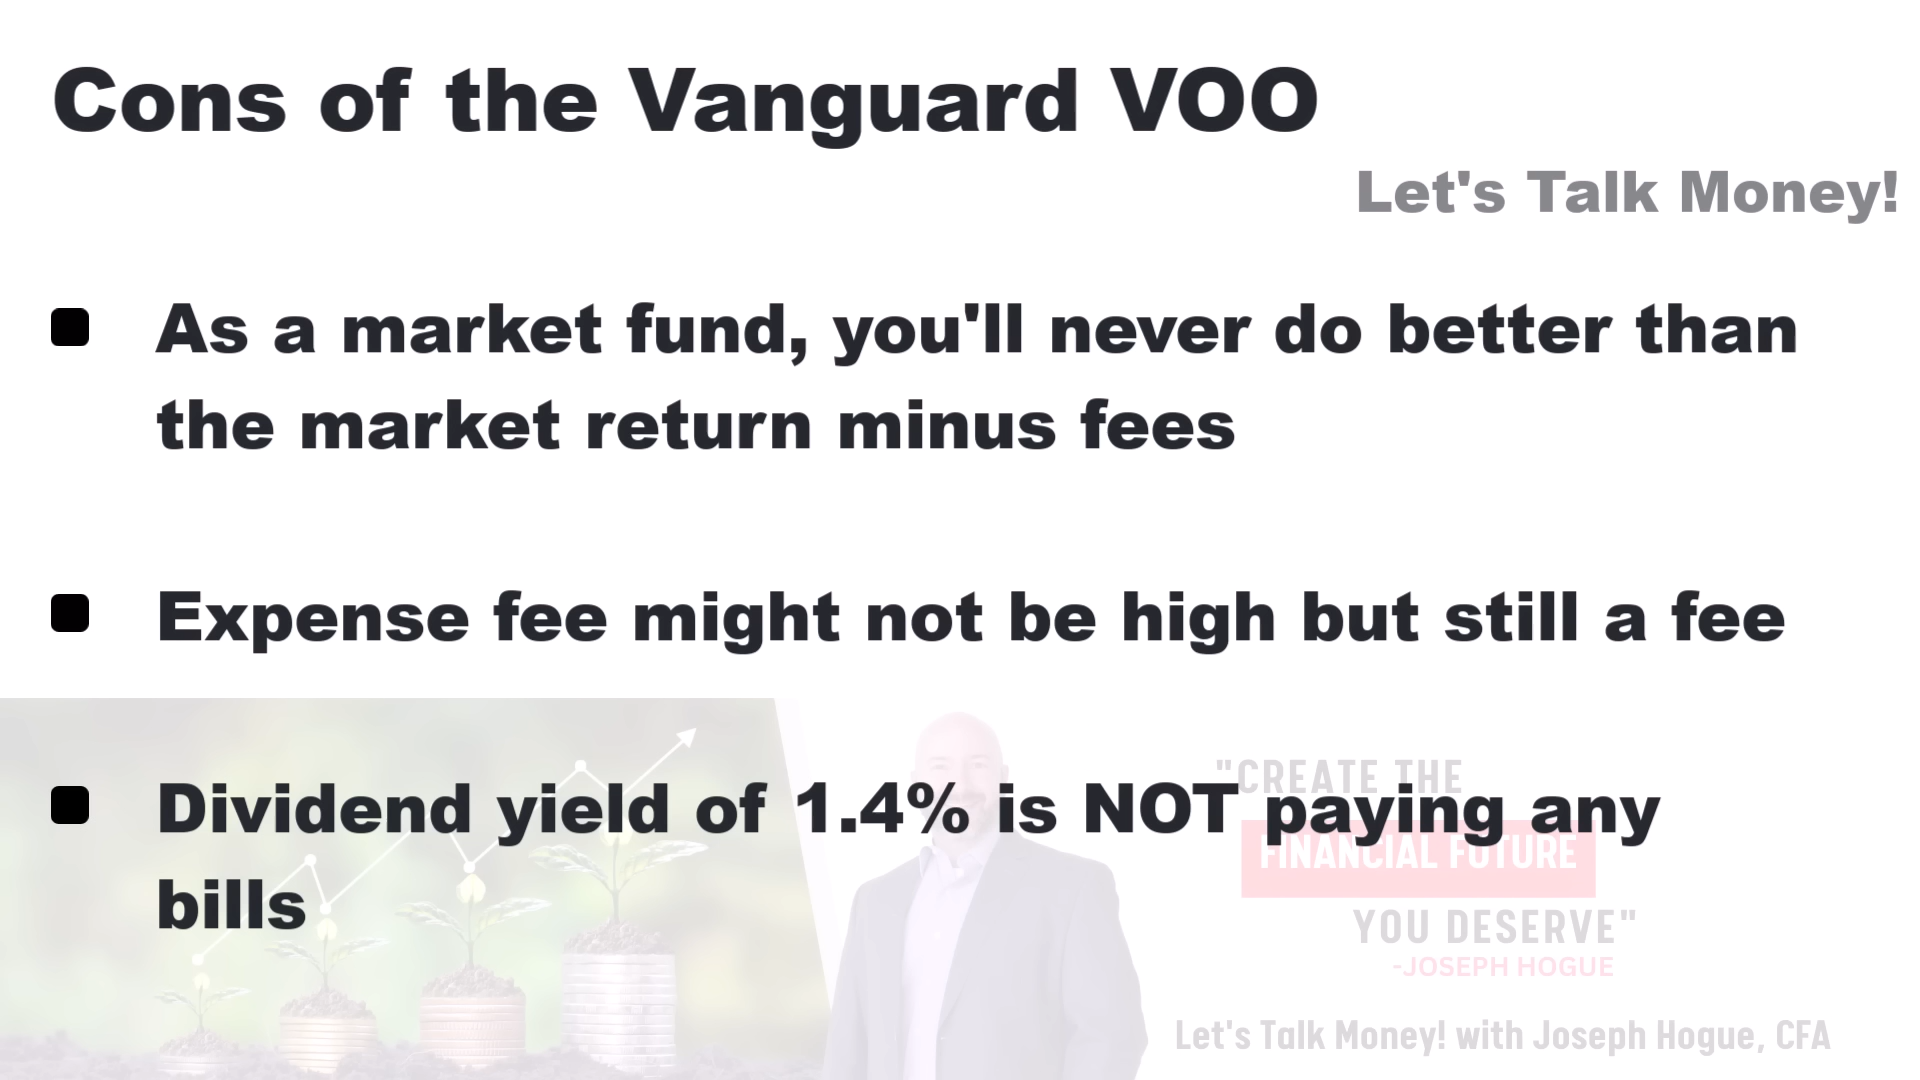 Cons of the Vanguard VOO
Let's Talk Money!
As a market fund, you'll never do better than
the market return minus fees
Expense fee might not be high but still a fee
Dividend yield of 1.4% is NOT paying any
bills
"CREATE THE
FINANCIAL FUTURE
YOU DESERVE"
-JOSEPH HOGUE
Let's Talk Money! with Joseph Hogue, CFA